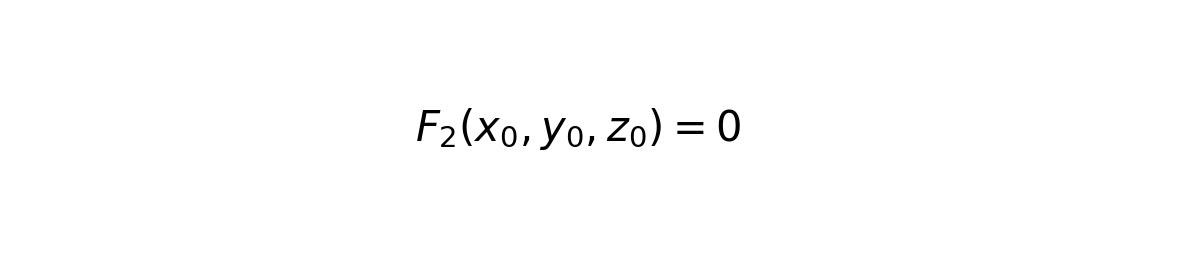 F₂(x₀, y₀, z₀) = 0